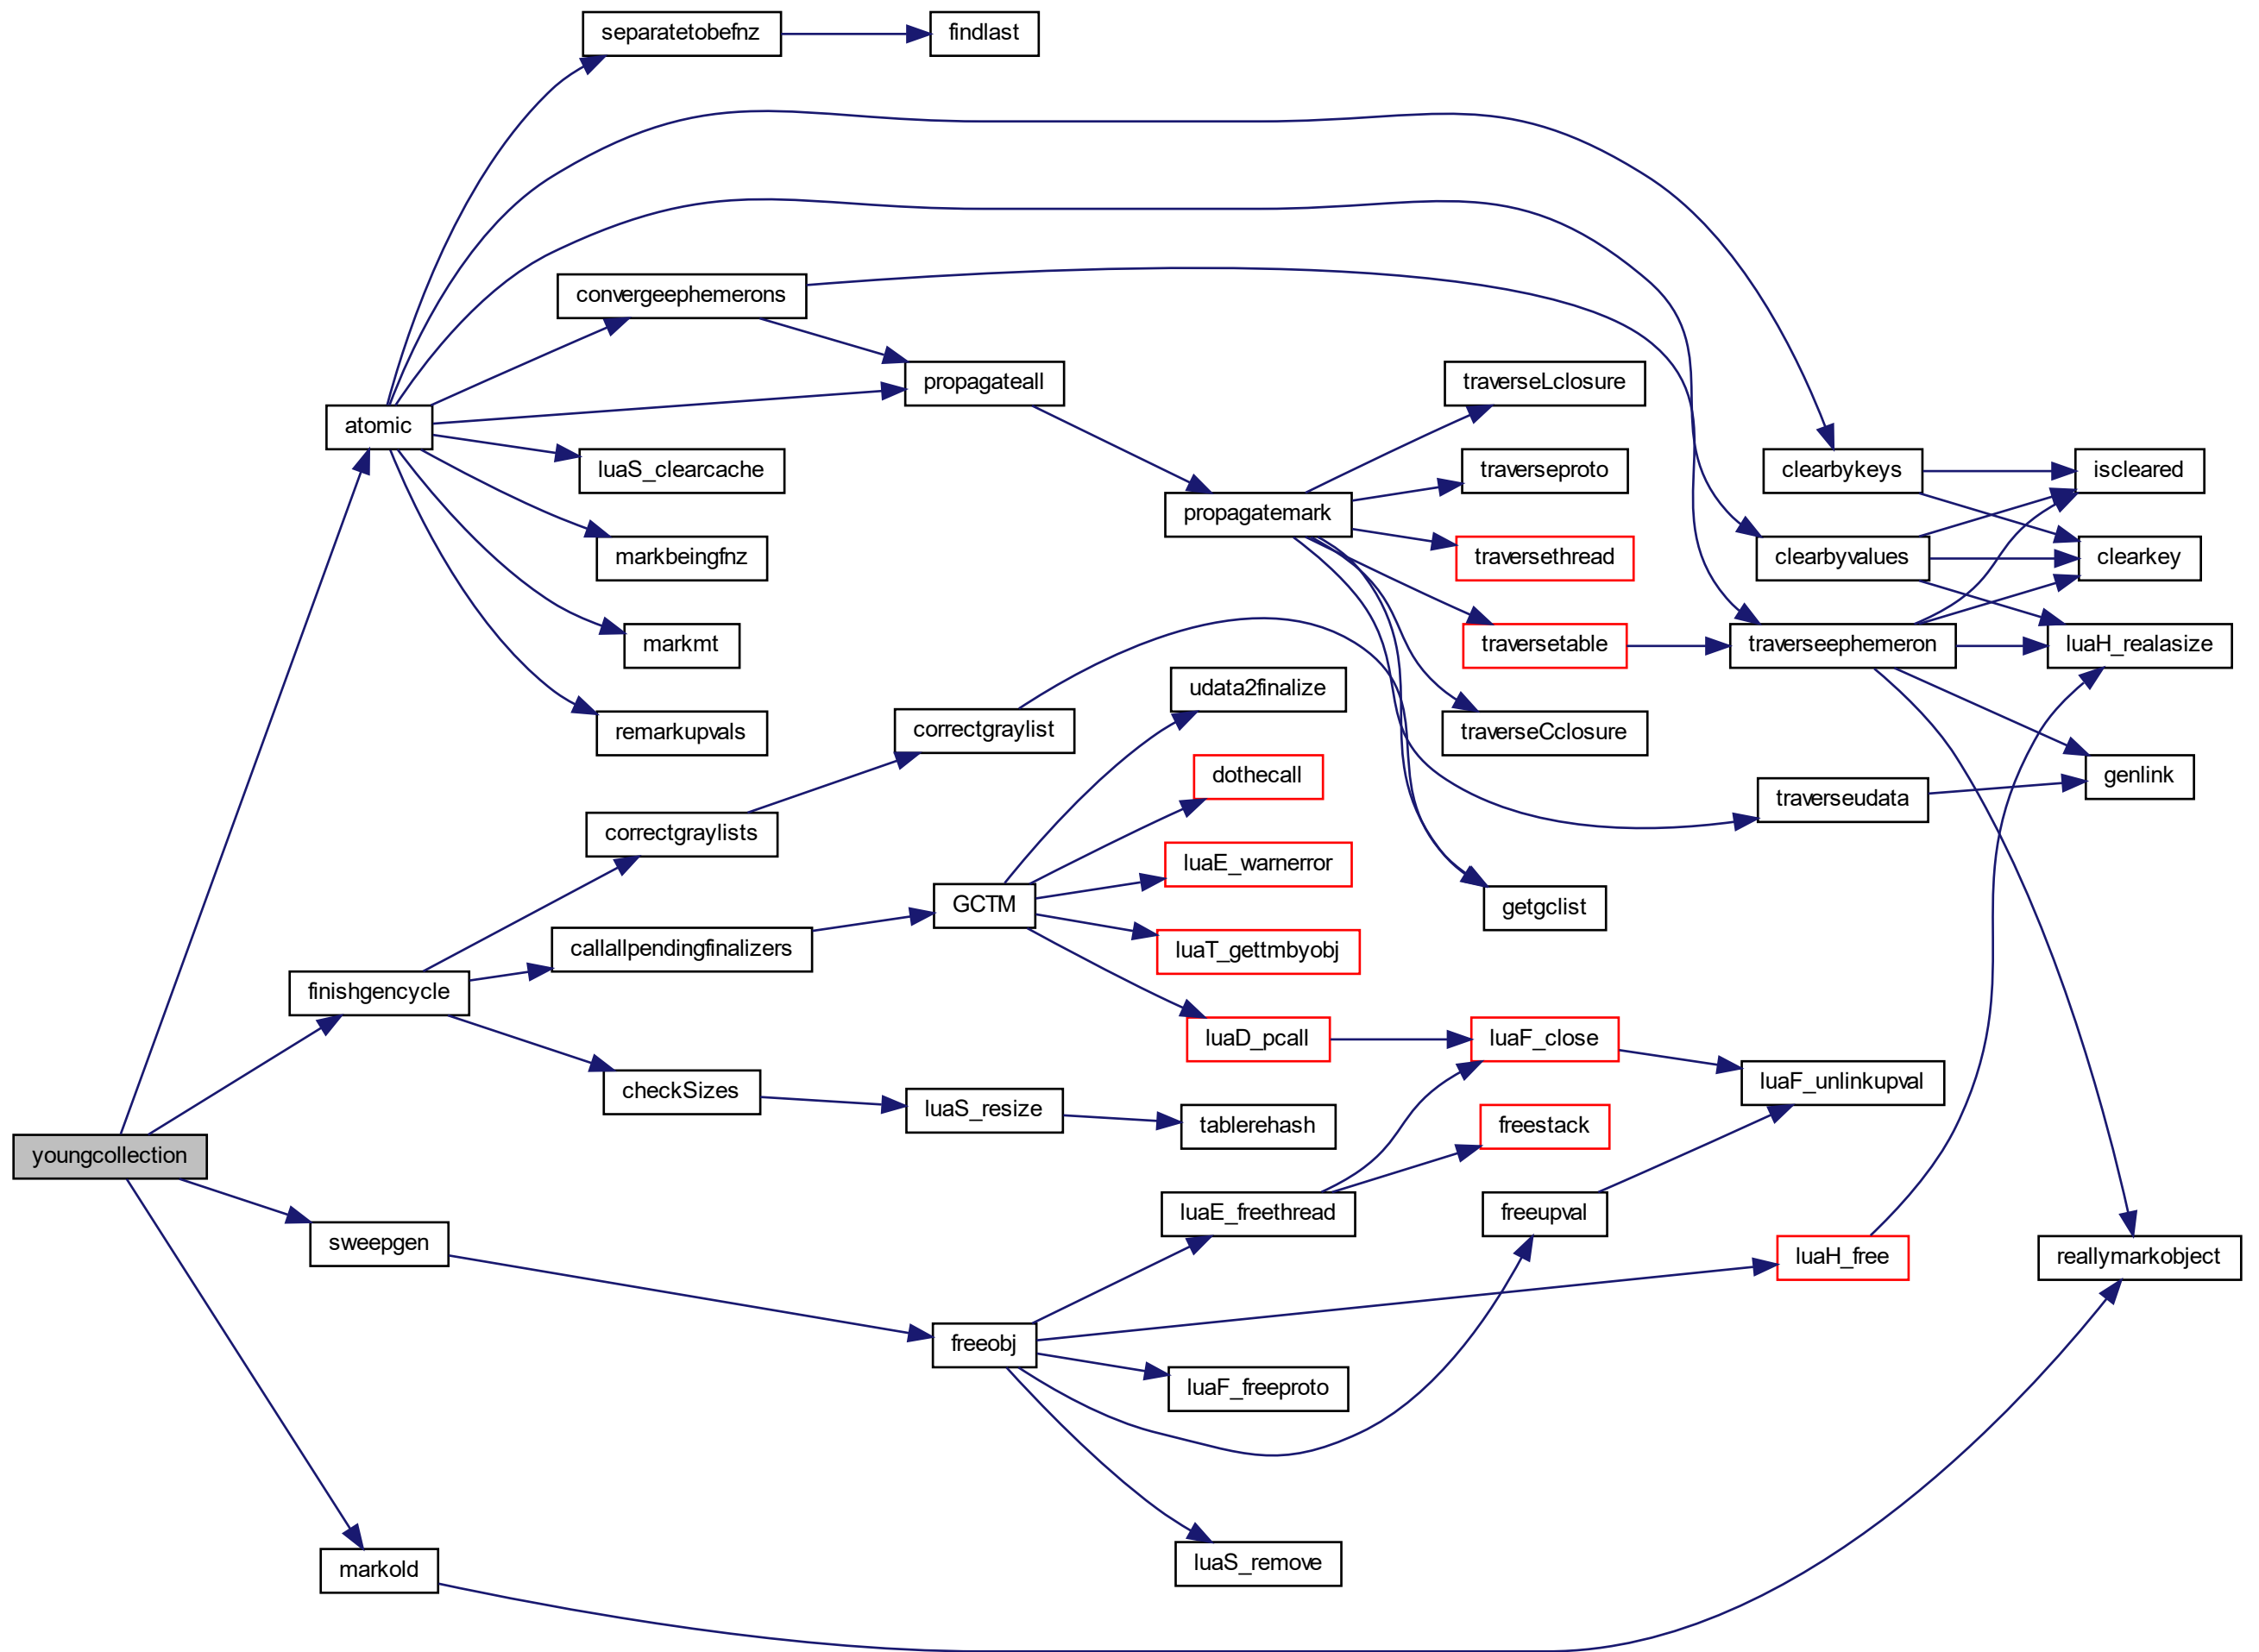 separatetobefnz
findlast
convergeephemerons
propagateall
traverseLclosure
atomic
luaS_clearcache
traverseproto
clearbykeys
iscleared
propagatemark
markbeingfnz
traversethread
clearbyvalues
clearkey
markmt
traversetable
traverseephemeron
luaH_realasize
udata2finalize
remarkupvals
correctgraylist
traverseCclosure
dothecall
traverseudata
genlink
correctgraylists
luaE_warnerror
GCTM
getgclist
callallpendingfinalizers
luaT_gettmbyobj
finishgencycle
luaD_pcall
luaF_close
luaF_unlinkupval
checkSizes
luaS_resize
tablerehash
freestack
youngcollection
luaE_freethread
freeupval
sweepgen
luaH_free
reallymarkobject
freeobj
luaF_freeproto
luaS_remove
markold